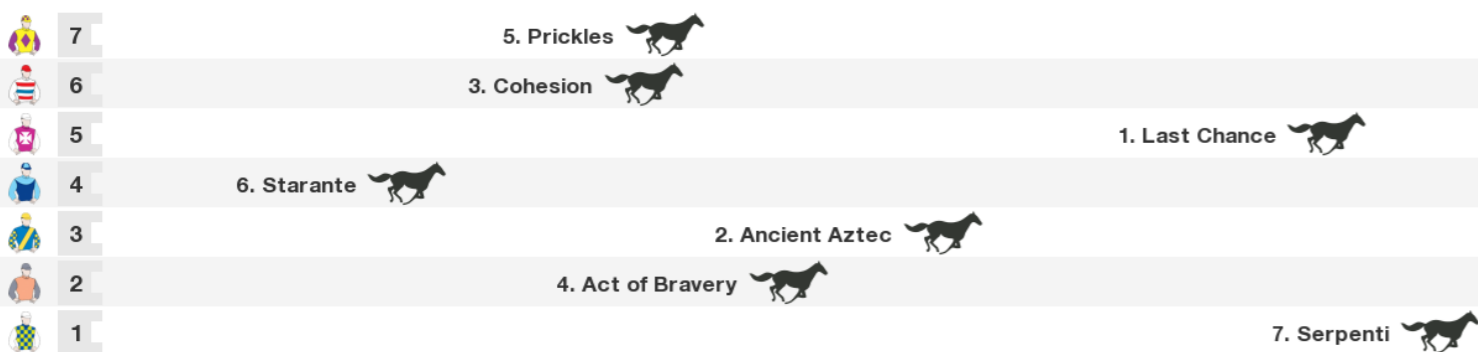 7 5. Prickles
6 3. Cohesion
5 1. Last Chance
4 6. Starante
3 2. Ancient Aztec
2 4. Act of Bravery
1 7. Serpenti